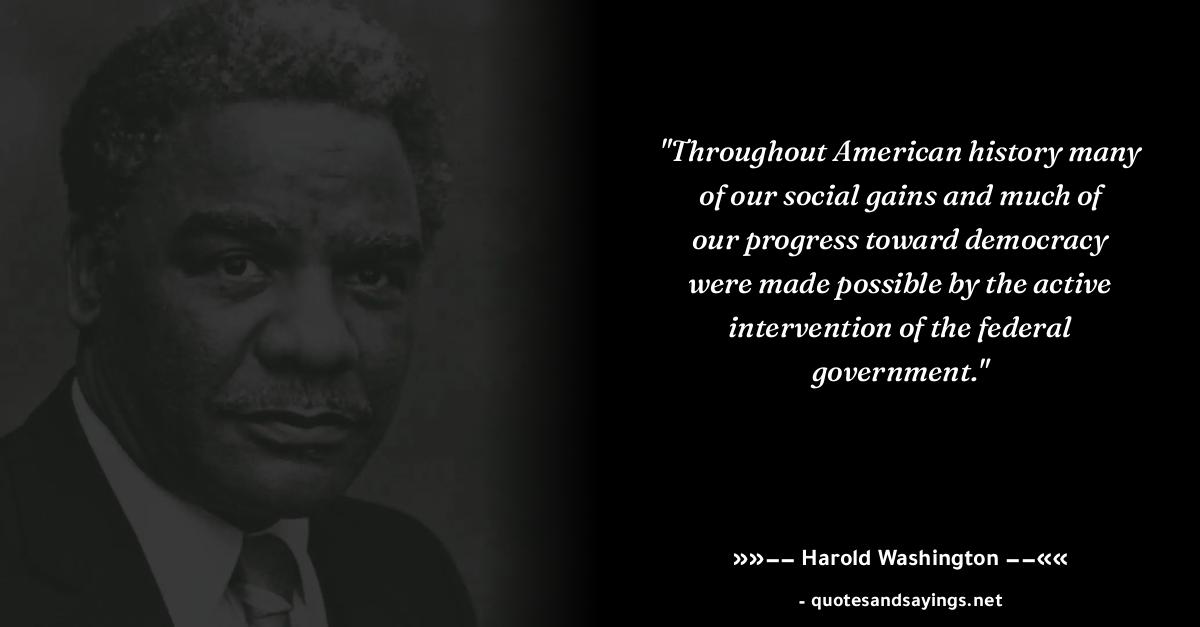 "Throughout American history many
of our social gains and much of
our progress toward democracy
were made possible by the active
intervention of the federal
government."
»»−− Harold Washington −−««
- quotesandsayings.net